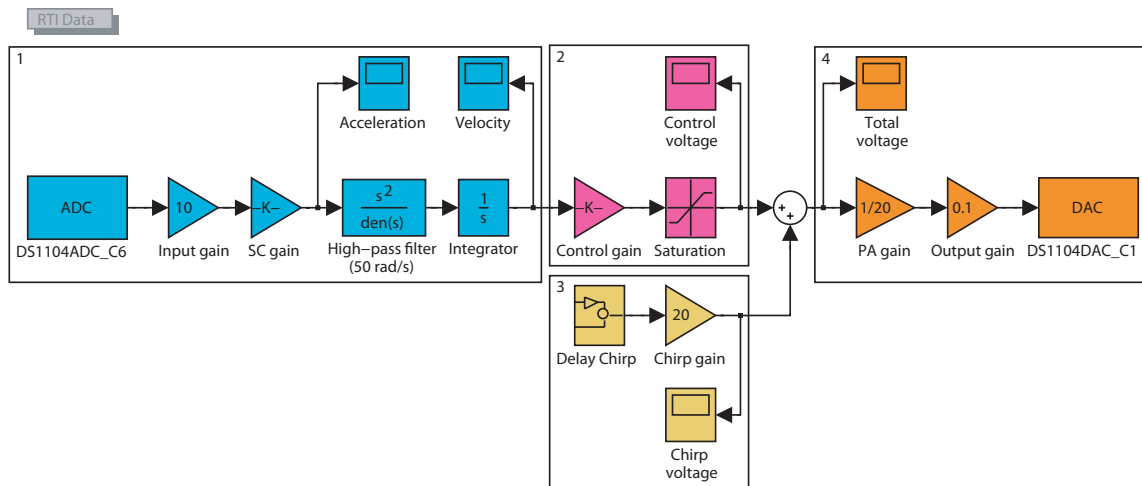 RTI Data
1
Acceleration
Velocity
ADC
DS1104ADC_C6
10
Input gain
−K−
SC gain
s2
den(s)
High−pass filter
(50 rad/s)
1
s
Integrator
2
Control
voltage
−K−
Control gain
Saturation
+
+
3
Delay Chirp
20
Chirp gain
Chirp
voltage
4
Total
voltage
1/20
PA gain
0.1
Output gain
DAC
DS1104DAC_C1